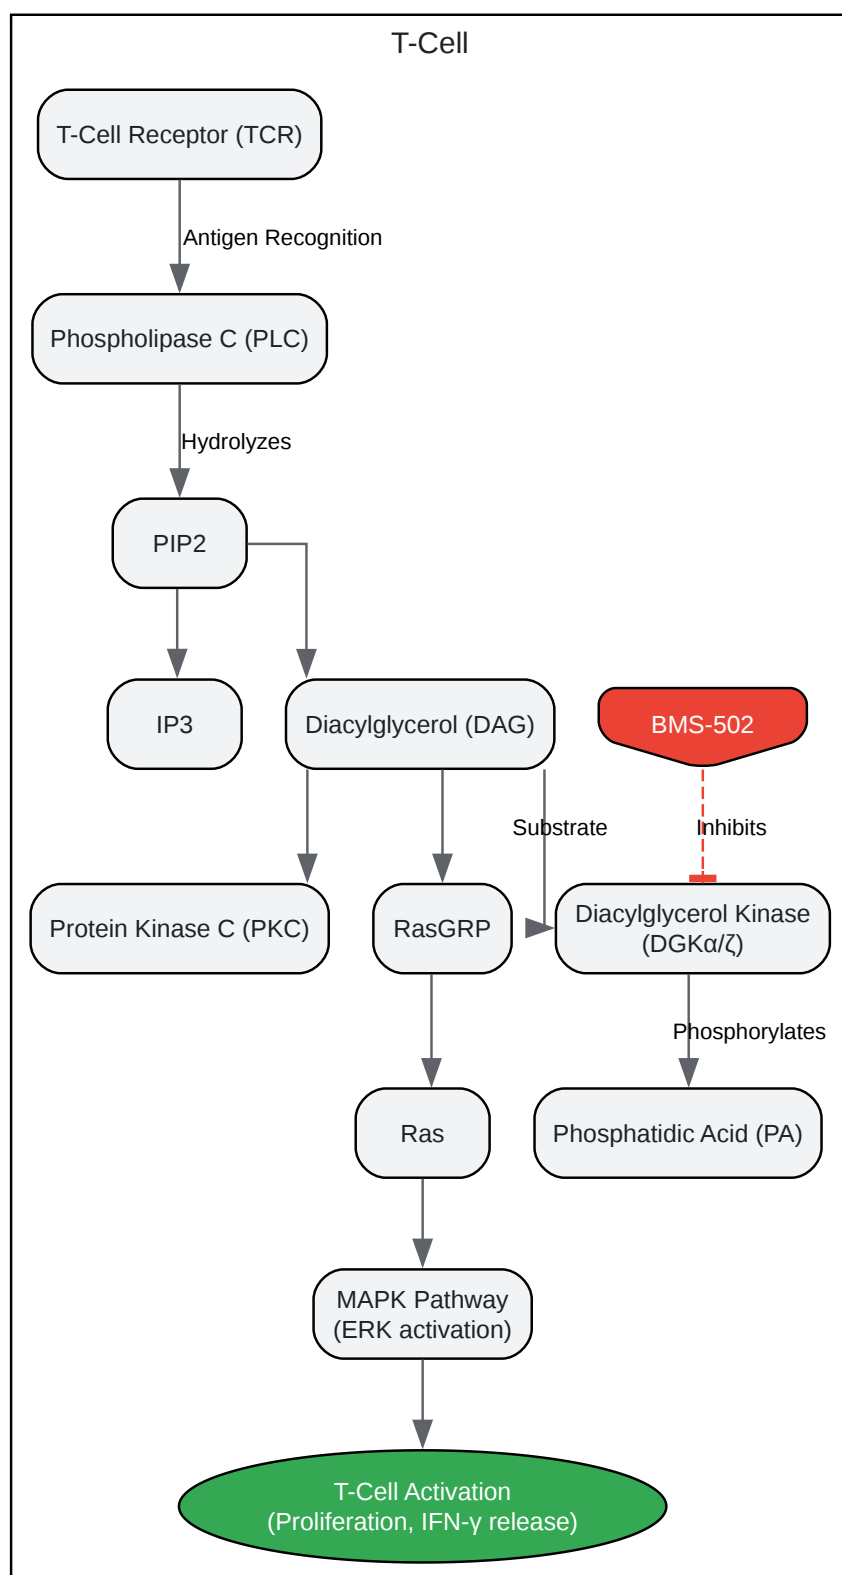 T-Cell
T-Cell Receptor (TCR)
Antigen Recognition
Phospholipase C (PLC)
Hydrolyzes
PIP2
IP3
Diacylglycerol (DAG)
BMS-502
Substrate
Inhibits
Protein Kinase C (PKC)
RasGRP
Diacylglycerol Kinase
(DGKα/ζ)
Phosphorylates
Ras
Phosphatidic Acid (PA)
MAPK Pathway
(ERK activation)
T-Cell Activation
(Proliferation, IFN-γ release)